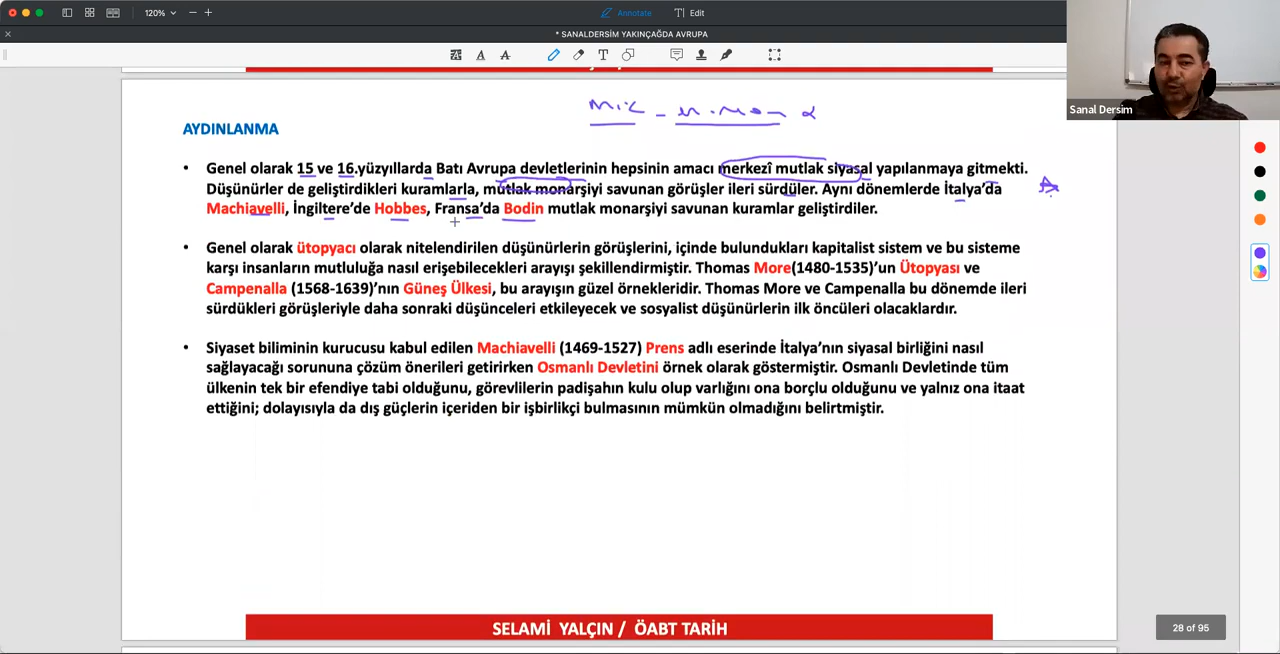 120%
Annotate
Edit
* SANALDERSİM YAKINÇAĞDA AVRUPA
Sanal Dersim
AYDINLANMA
• Genel olarak 15 ve 16.yüzyıllarda Batı Avrupa devletlerinin hepsinin amacı merkezî mutlak siyasal yapılanmaya gitmekti.
Düşünürler de geliştirdikleri kuramlarla, mutlak monarşiyi savunan görüşler ileri sürdüler. Aynı dönemlerde İtalya’da
Machiavelli, İngiltere’de Hobbes, Fransa’da Bodin mutlak monarşiyi savunan kuramlar geliştirdiler.
• Genel olarak ütopyacı olarak nitelendirilen düşünürlerin görüşlerini, içinde bulundukları kapitalist sistem ve bu sisteme
karşı insanların mutluluğa nasıl erişebilecekleri arayışı şekillendirmiştir. Thomas More(1480-1535)’un Ütopyası ve
Campenalla (1568-1639)’nın Güneş Ülkesi, bu arayışın güzel örnekleridir. Thomas More ve Campenalla bu dönemde ileri
sürdükleri görüşleriyle daha sonraki düşünceleri etkileyecek ve sosyalist düşünürlerin ilk öncüleri olacaklardır.
• Siyaset biliminin kurucusu kabul edilen Machiavelli (1469-1527) Prens adlı eserinde İtalya’nın siyasal birliğini nasıl
sağlayacağı sorununa çözüm önerileri getirirken Osmanlı Devletini örnek olarak göstermiştir. Osmanlı Devletinde tüm
ülkenin tek bir efendiye tabi olduğunu, görevlilerin padişahın kulu olup varlığını ona borçlu olduğunu ve yalnız ona itaat
ettiğini; dolayısıyla da dış güçlerin içeriden bir işbirlikçi bulmasının mümkün olmadığını belirtmiştir.
SELAMİ YALÇIN / ÖABT TARİH
28 of 95